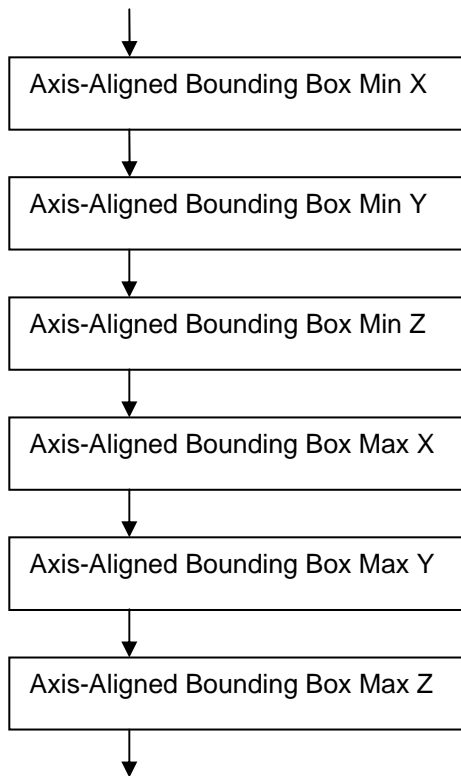 Axis-Aligned Bounding Box Min X
Axis-Aligned Bounding Box Min Y
Axis-Aligned Bounding Box Min Z
Axis-Aligned Bounding Box Max X
Axis-Aligned Bounding Box Max Y
Axis-Aligned Bounding Box Max Z